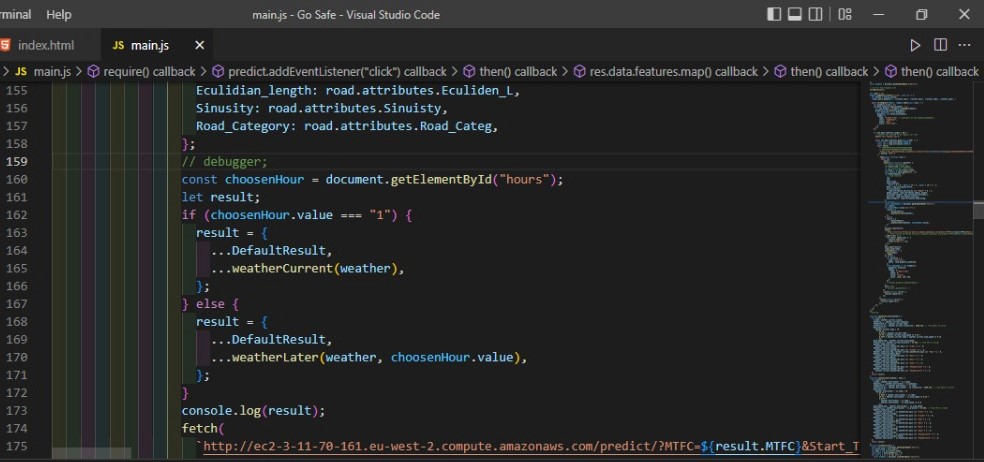 rminal Help main.js - Go Safe - Visual Studio Code
index.html JS main.js
JS main.js > require() callback > predict.addEventListener("click") callback > then() callback > res.data.features.map() callback > then() callback > then() callback
155 Eculidian_length: road.attributes.Eculiden_L,
156 Sinusity: road.attributes.Sinuisty,
157 Road_Category: road.attributes.Road_Categ,
158 };
159 // debugger;
160 const choosenHour = document.getElementById("hours");
161 let result;
162 if (choosenHour.value === "1") {
163 result = {
164 ...DefaultResult,
165 ...weatherCurrent(weather),
166 };
167 } else {
168 result = {
169 ...DefaultResult,
170 ...weatherLater(weather, choosenHour.value),
171 };
172 }
173 console.log(result);
174 fetch(
175 `http://ec2-3-11-70-161.eu-west-2.compute.amazonaws.com/predict/?MTFC=${result.MTFC}&Start_T